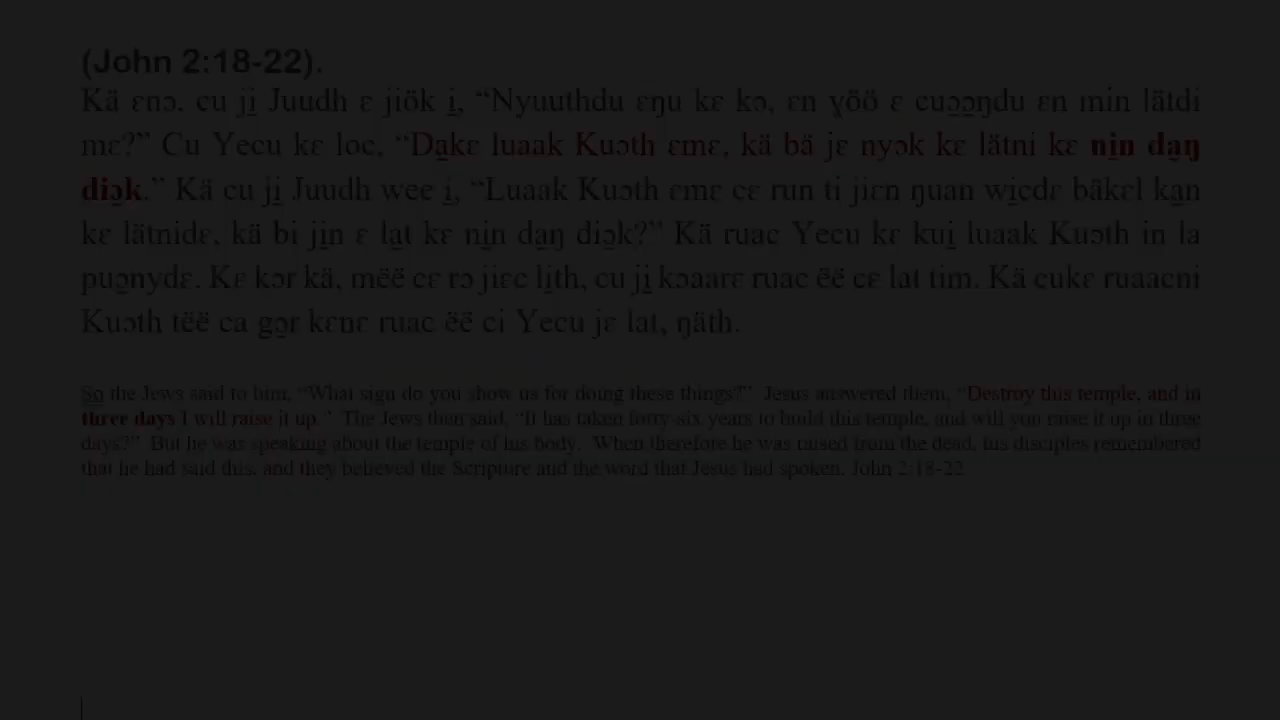 (John 2:18-22).
Kä ɛnɔ, cu ji̱ Juudh ɛ jiök i̱, “Nyuuthdu ɛŋu kɛ kɔ, ɛn ɣöö ɛ cuɔ̱ɔ̱ŋdu ɛn min lätdi
mɛ?” Cu Yecu kɛ loc, “Da̱kɛ luaak Kuɔth ɛmɛ, kä bä jɛ nyɔk kɛ lätni kɛ ni̱n da̱ŋ
diɔ̱k.” Kä cu ji̱ Juudh wee i̱, “Luaak Kuɔth ɛmɛ cɛ run ti jiɛn ŋuan wi̱cdɛ bäkɛl ka̱n
kɛ lätnidɛ, kä bi ji̱n ɛ la̱t kɛ ni̱n da̱ŋ diɔ̱k?” Kä ruac Yecu kɛ kui̱ luaak Kuɔth in la
puɔ̱nydɛ. Kɛ kɔr kä, mëë cɛ rɔ jiɛc li̱th, cu ji̱ kɔaarɛ ruac ëë cɛ lat tim. Kä cukɛ ruaacni
Kuɔth tëë ca gɔ̱r kɛnɛ ruac ëë ci Yecu jɛ lat, ŋäth.
So the Jews said to him, “What sign do you show us for doing these things?” Jesus answered them, “Destroy this temple, and in
three days I will raise it up.” The Jews then said, “It has taken forty-six years to build this temple, and will you raise it up in three
days?” But he was speaking about the temple of his body. When therefore he was raised from the dead, his disciples remembered
that he had said this, and they believed the Scripture and the word that Jesus had spoken. John 2:18-22